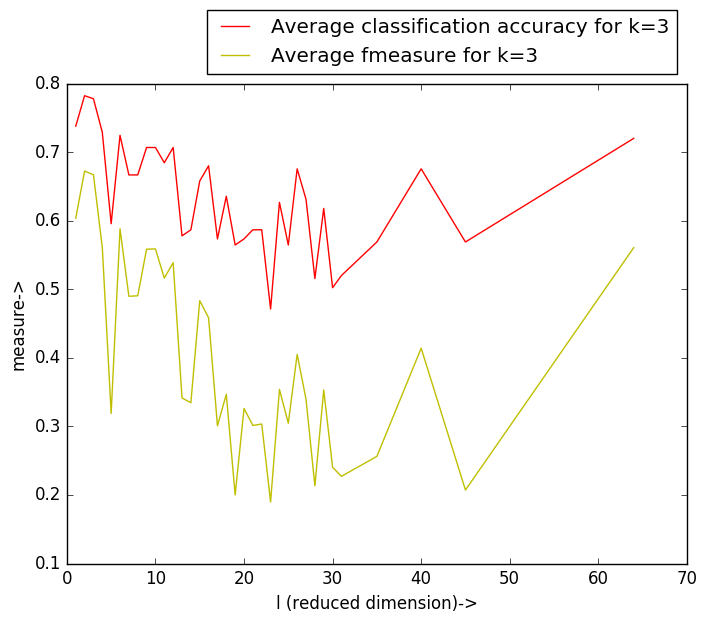 Average classification accuracy for k=3
Average fmeasure for k=3
0.8
0.7
0.6
0.5
0.4
0.3
0.2
0.1
measure->
0 10 20 30 40 50 60 70
l (reduced dimension)->